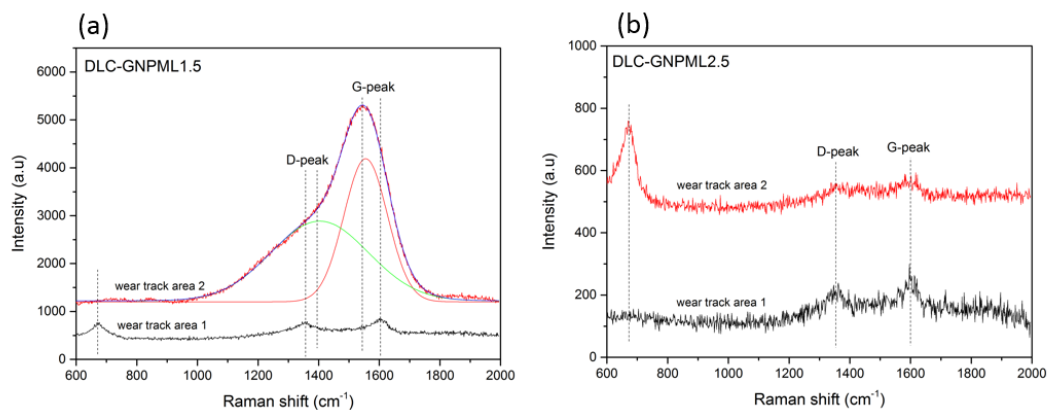 (a)
DLC-GNPML1.5
G-peak
D-peak
wear track area 2
wear track area 1
Intensity (a.u)
6000
5000
4000
3000
2000
1000
0
600 800 1000 1200 1400 1600 1800 2000
Raman shift (cm⁻¹)
(b)
DLC-GNPML2.5
D-peak
G-peak
wear track area 2
wear track area 1
Intensity (a.u)
1000
800
600
400
200
0
600 800 1000 1200 1400 1600 1800 2000
Raman shift (cm⁻¹)